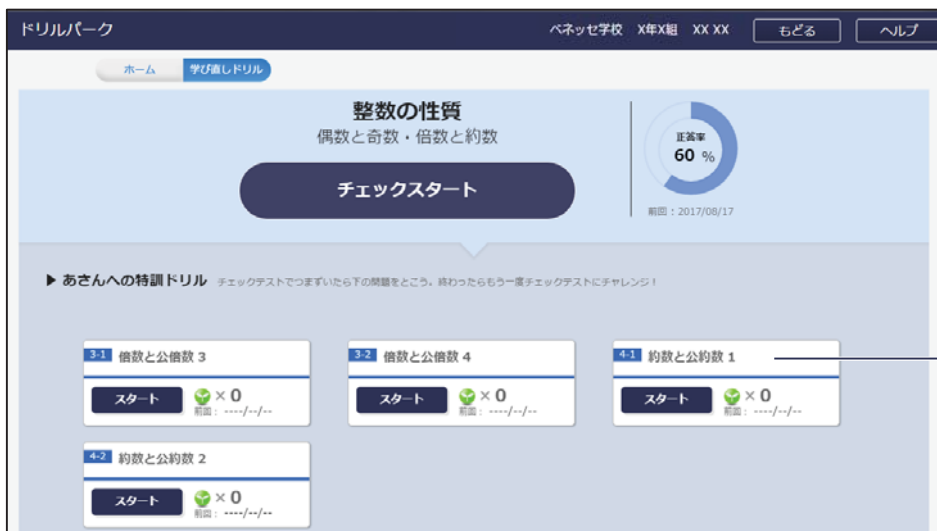 ドリルパーク
ベネッセ学校 X年X組 XX XX
もどる
ヘルプ
ホーム
学び直しドリル
整数の性質
偶数と奇数・倍数と約数
チェックスタート
正答率
60 %
前回：2017/08/17
▶ あさんへの特訓ドリル チェックテストでつまずいたら下の問題をとこう。終わったらもう一度チェックテストにチャレンジ！
3-1 倍数と公倍数 3
スタート × 0
前回： ----/--/--
3-2 倍数と公倍数 4
スタート × 0
前回： ----/--/--
4-1 約数と公約数 1
スタート × 0
前回： ----/--/--
4-2 約数と公約数 2
スタート × 0
前回： ----/--/--